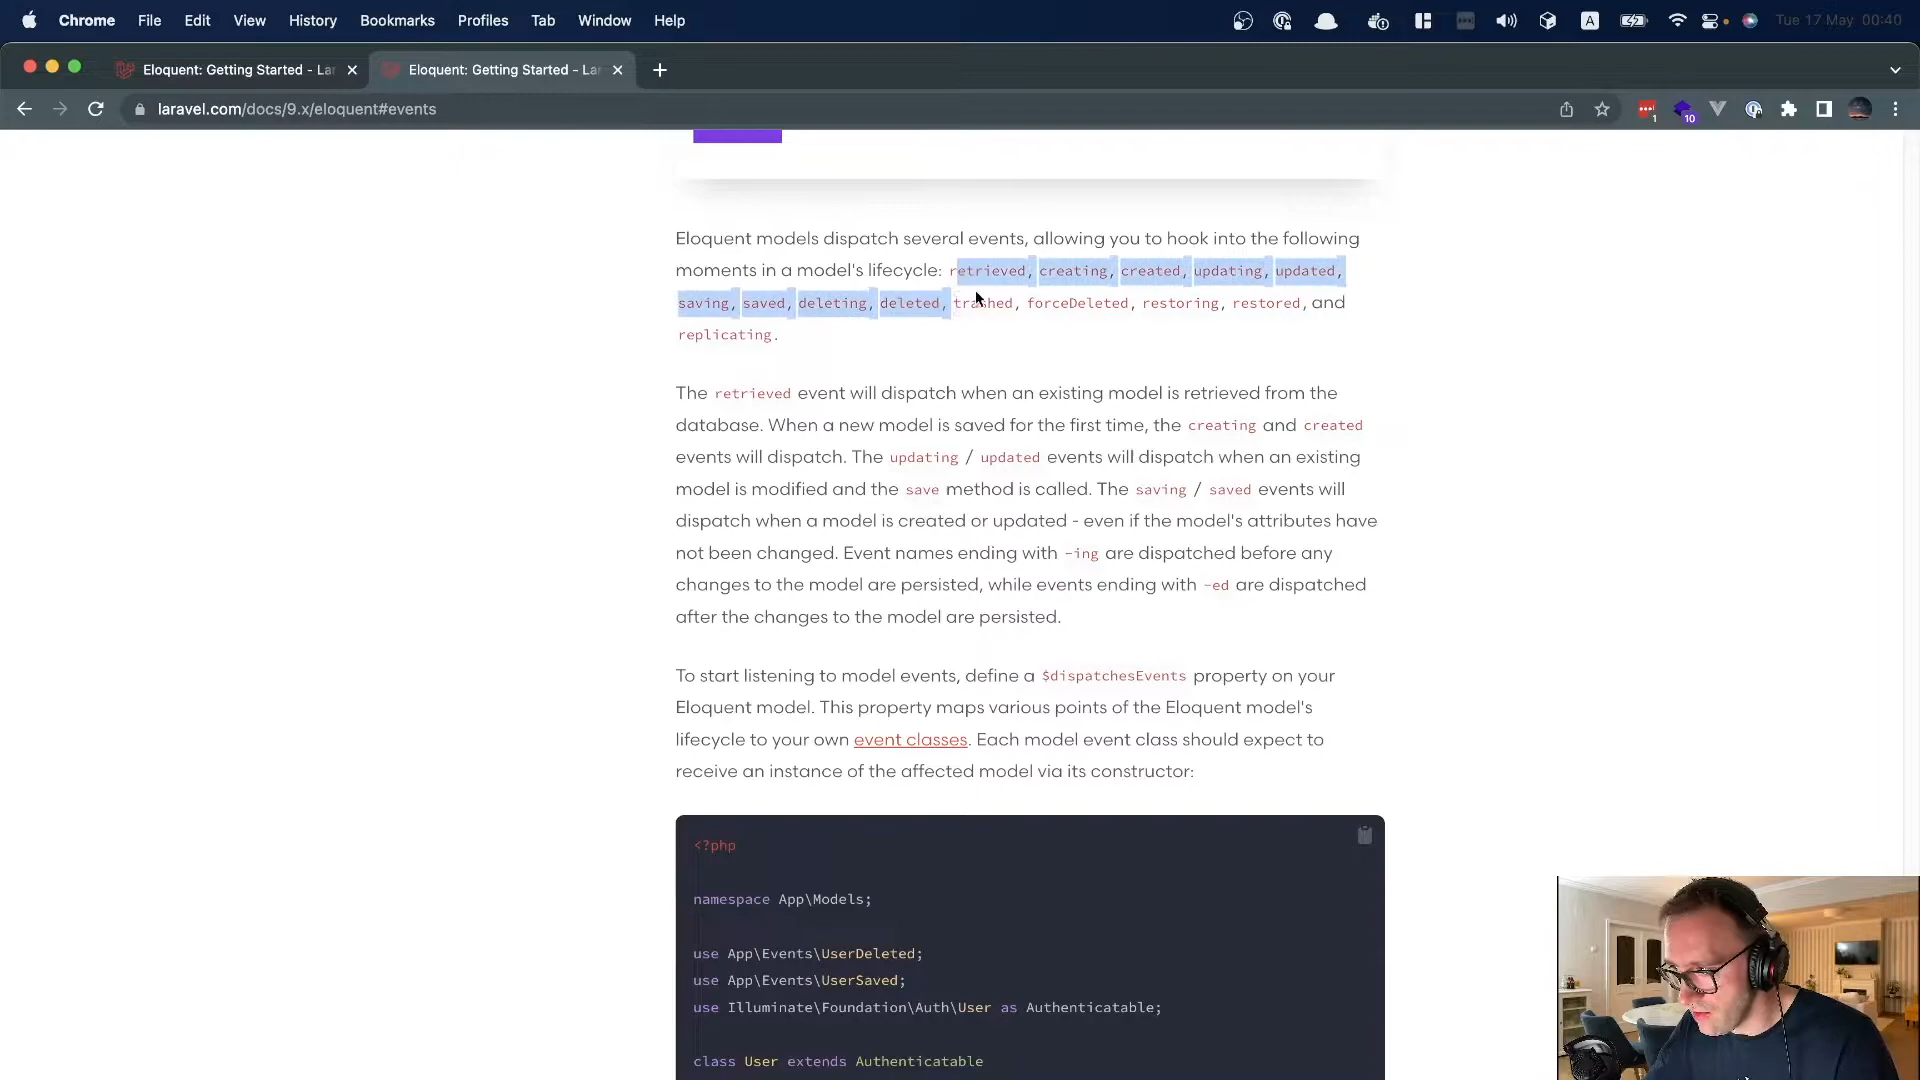 Chrome File Edit View History Bookmarks Profiles Tab Window Help
A
Tue 17 May 00:40
Eloquent: Getting Started - La
Eloquent: Getting Started - La
laravel.com/docs/9.x/eloquent#events
1
10
Eloquent models dispatch several events, allowing you to hook into the following
moments in a model's lifecycle: retrieved, creating, created, updating, updated,
saving, saved, deleting, deleted, trashed, forceDeleted, restoring, restored, and
replicating.
The retrieved event will dispatch when an existing model is retrieved from the
database. When a new model is saved for the first time, the creating and created
events will dispatch. The updating / updated events will dispatch when an existing
model is modified and the save method is called. The saving / saved events will
dispatch when a model is created or updated - even if the model's attributes have
not been changed. Event names ending with -ing are dispatched before any
changes to the model are persisted, while events ending with -ed are dispatched
after the changes to the model are persisted.
To start listening to model events, define a $dispatchesEvents property on your
Eloquent model. This property maps various points of the Eloquent model's
lifecycle to your own event classes. Each model event class should expect to
receive an instance of the affected model via its constructor:
<?php
namespace App\Models;
use App\Events\UserDeleted;
use App\Events\UserSaved;
use Illuminate\Foundation\Auth\User as Authenticatable;
class User extends Authenticatable